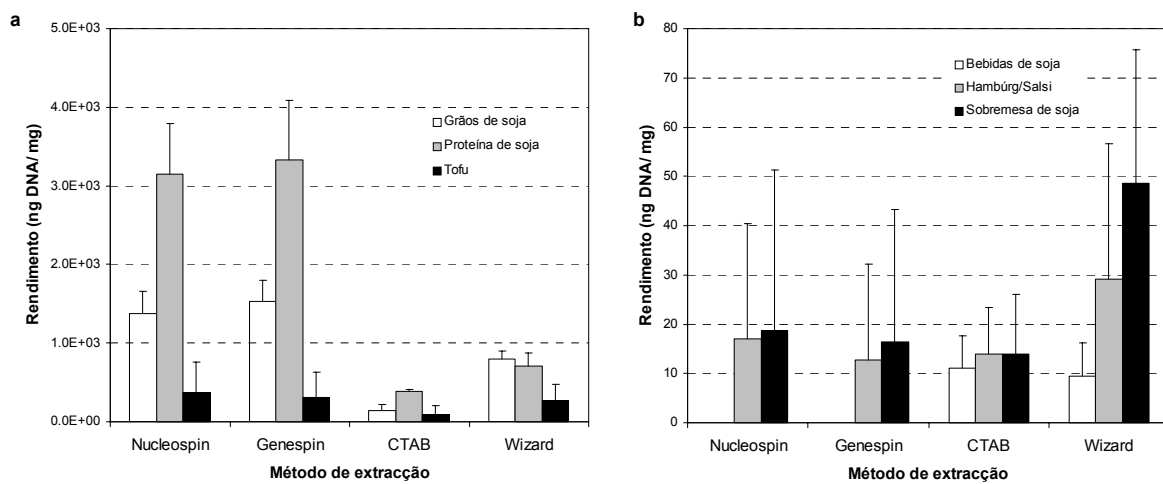 a
Rendimento (ng DNA/ mg)
5.0E+03
4.0E+03
3.0E+03
2.0E+03
1.0E+03
0.0E+00
Grãos de soja
Proteína de soja
Tofu
Nucleospin Genespin CTAB Wizard
Método de extracção
b
Rendimento (ng DNA/ mg)
80
70
60
50
40
30
20
10
0
Bebidas de soja
Hambúrg/Salsi
Sobremesa de soja
Nucleospin Genespin CTAB Wizard
Método de extracção